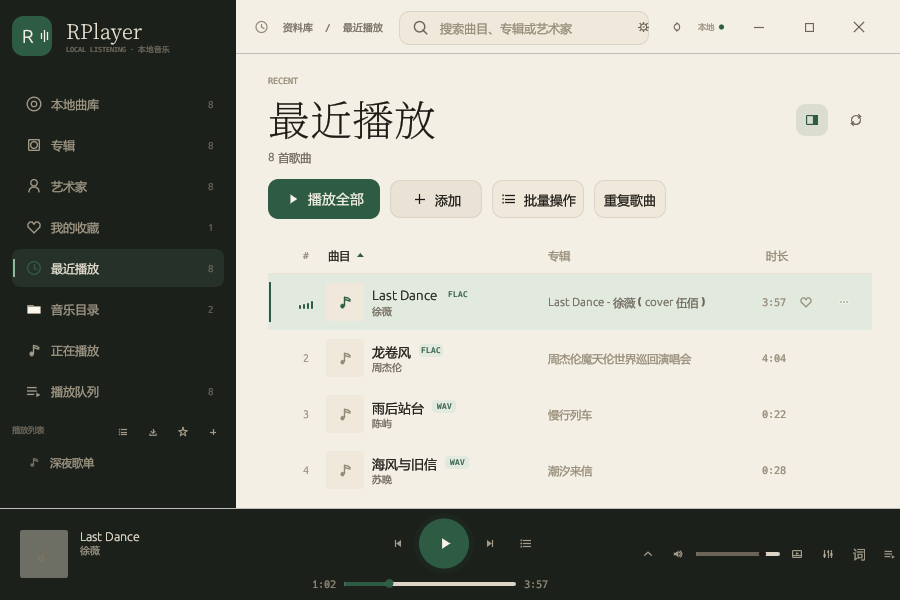 RPlayer
LOCAL LISTENING · 本地音乐
本地曲库 8
专辑 8
艺术家 8
我的收藏 1
最近播放 8
音乐目录 2
正在播放
播放队列 8
播放列表
深夜歌单
资料库 / 最近播放
搜索曲目、专辑或艺术家
本地
RECENT
最近播放
8 首歌曲
播放全部
添加
批量操作
重复歌曲
# 曲目 专辑 时长
Last Dance FLAC
徐薇
Last Dance - 徐薇 ( cover 伍佰 )
3:57
2 龙卷风 FLAC
周杰伦
周杰伦魔天伦世界巡回演唱会
4:04
3 雨后站台 WAV
陈屿
慢行列车
0:22
4 海风与旧信 WAV
苏晚
潮汐来信
0:28
Last Dance
徐薇
1:02
3:57
词